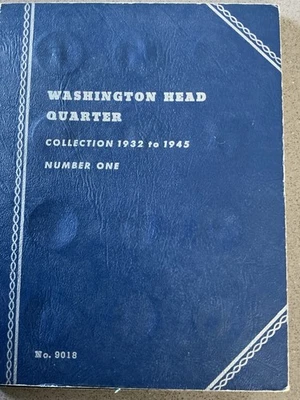 WASHINGTON HEAD
QUARTER
COLLECTION 1932 to 1945
NUMBER ONE
No. 9018